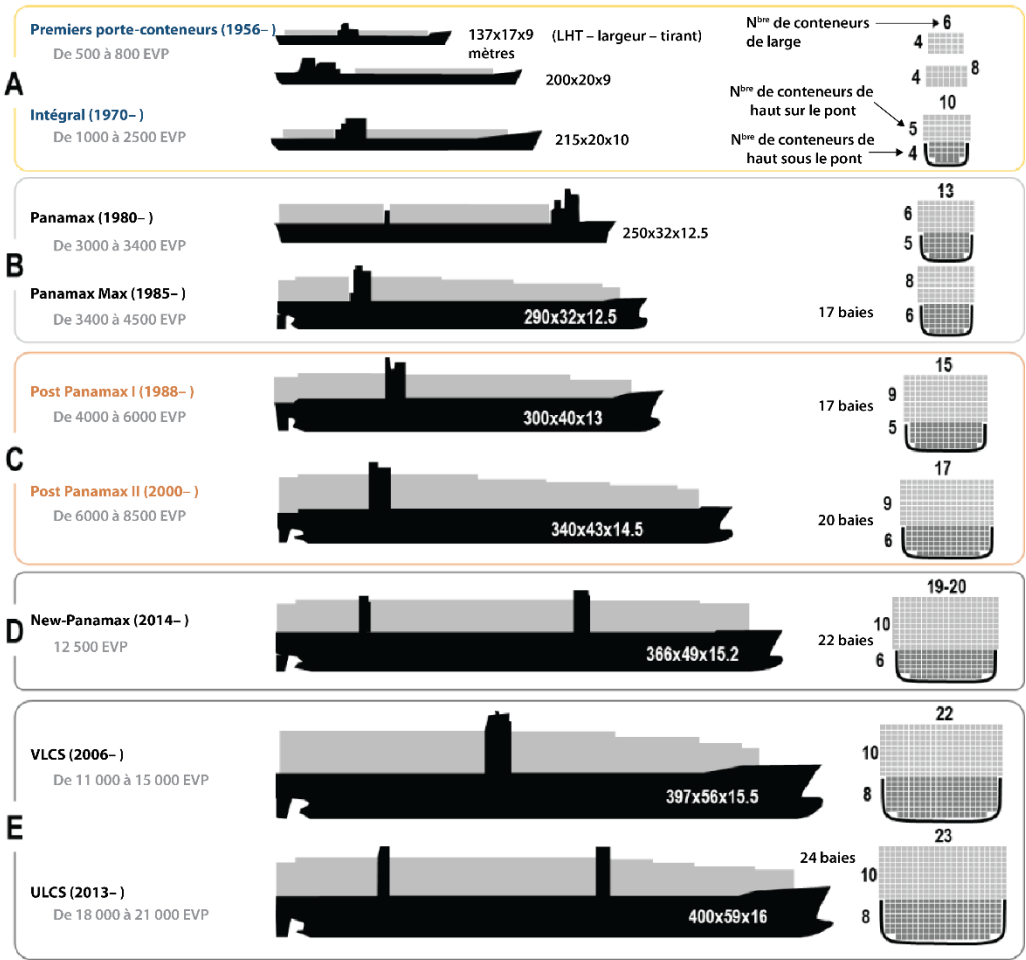 A
Premiers porte-conteneurs (1956– )
De 500 à 800 EVP
137x17x9
mètres
(LHT – largeur – tirant)
200x20x9
Nbre de conteneurs
de large
6
4
4
8
Intégral (1970– )
De 1000 à 2500 EVP
215x20x10
Nbre de conteneurs de
haut sur le pont
Nbre de conteneurs de
haut sous le pont
10
5
4
B
Panamax (1980– )
De 3000 à 3400 EVP
250x32x12.5
13
6
5
Panamax Max (1985– )
De 3400 à 4500 EVP
290x32x12.5
17 baies
8
6
C
Post Panamax I (1988– )
De 4000 à 6000 EVP
300x40x13
17 baies
15
9
5
Post Panamax II (2000– )
De 6000 à 8500 EVP
340x43x14.5
20 baies
17
9
6
D
New-Panamax (2014– )
12 500 EVP
366x49x15.2
22 baies
19-20
10
6
E
VLCS (2006– )
De 11 000 à 15 000 EVP
397x56x15.5
22
10
8
ULCS (2013– )
De 18 000 à 21 000 EVP
400x59x16
24 baies
23
10
8